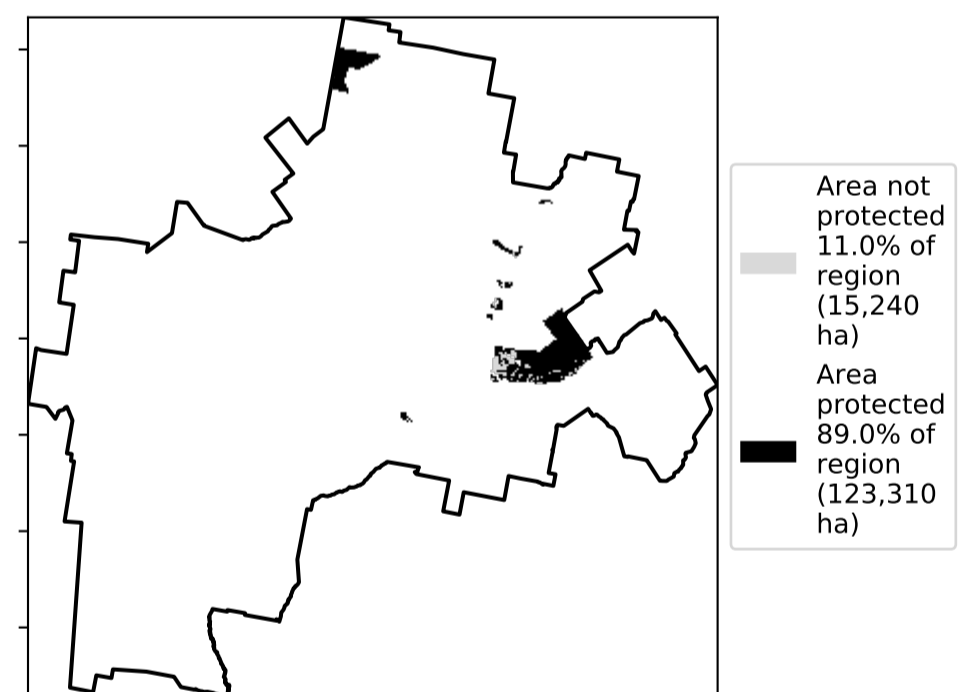 Area not
protected
11.0% of
region
(15,240
ha)
Area
protected
89.0% of
region
(123,310
ha)